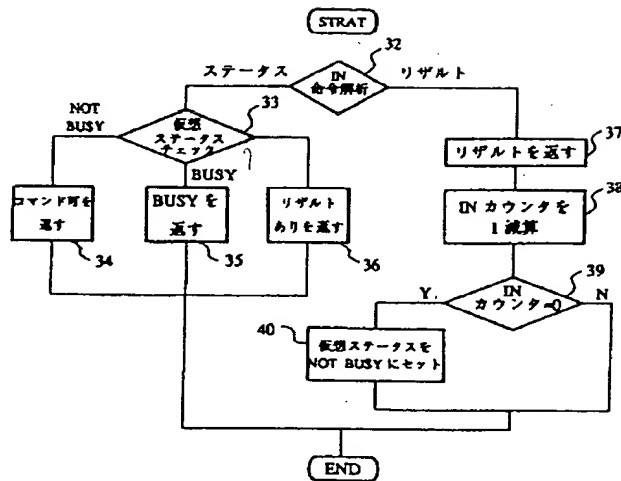 STRAT
32
ステータス
IN
命令解析
リザルト
NOT
BUSY
33
仮想
ステータス
チェック
BUSY
37
リザルトを返す
38
コマンド可を
返す
34
BUSYを
返す
35
リザルト
ありを返す
36
INカウンタを
1減算
39
Y
IN
カウンタ=0
N
40
仮想ステータスを
NOT BUSYにセット
END